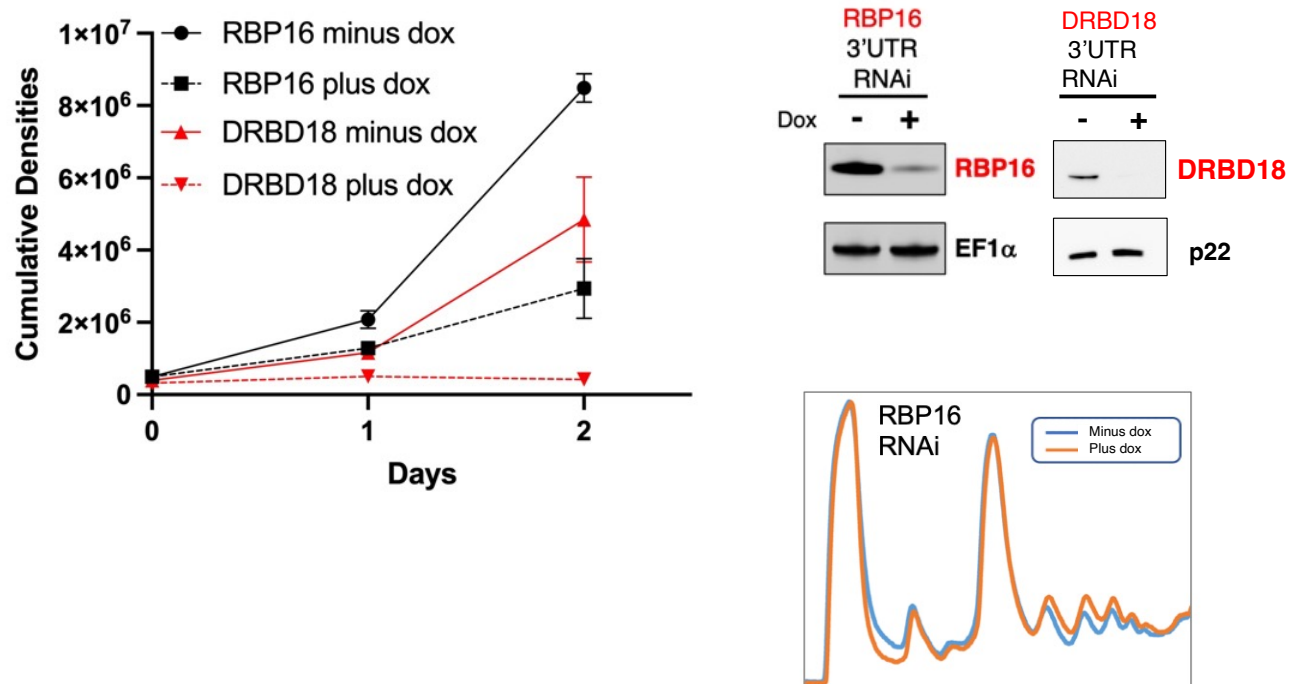 1×10⁷
8×10⁶
6×10⁶
4×10⁶
2×10⁶
0
Cumulative Densities
RBP16 minus dox
RBP16 plus dox
DRBD18 minus dox
DRBD18 plus dox
0
1
2
Days
RBP16
3'UTR
RNAi
Dox
- +
RBP16
EF1α
DRBD18
3'UTR
RNAi
- +
DRBD18
p22
RBP16
RNAi
Minus dox
Plus dox